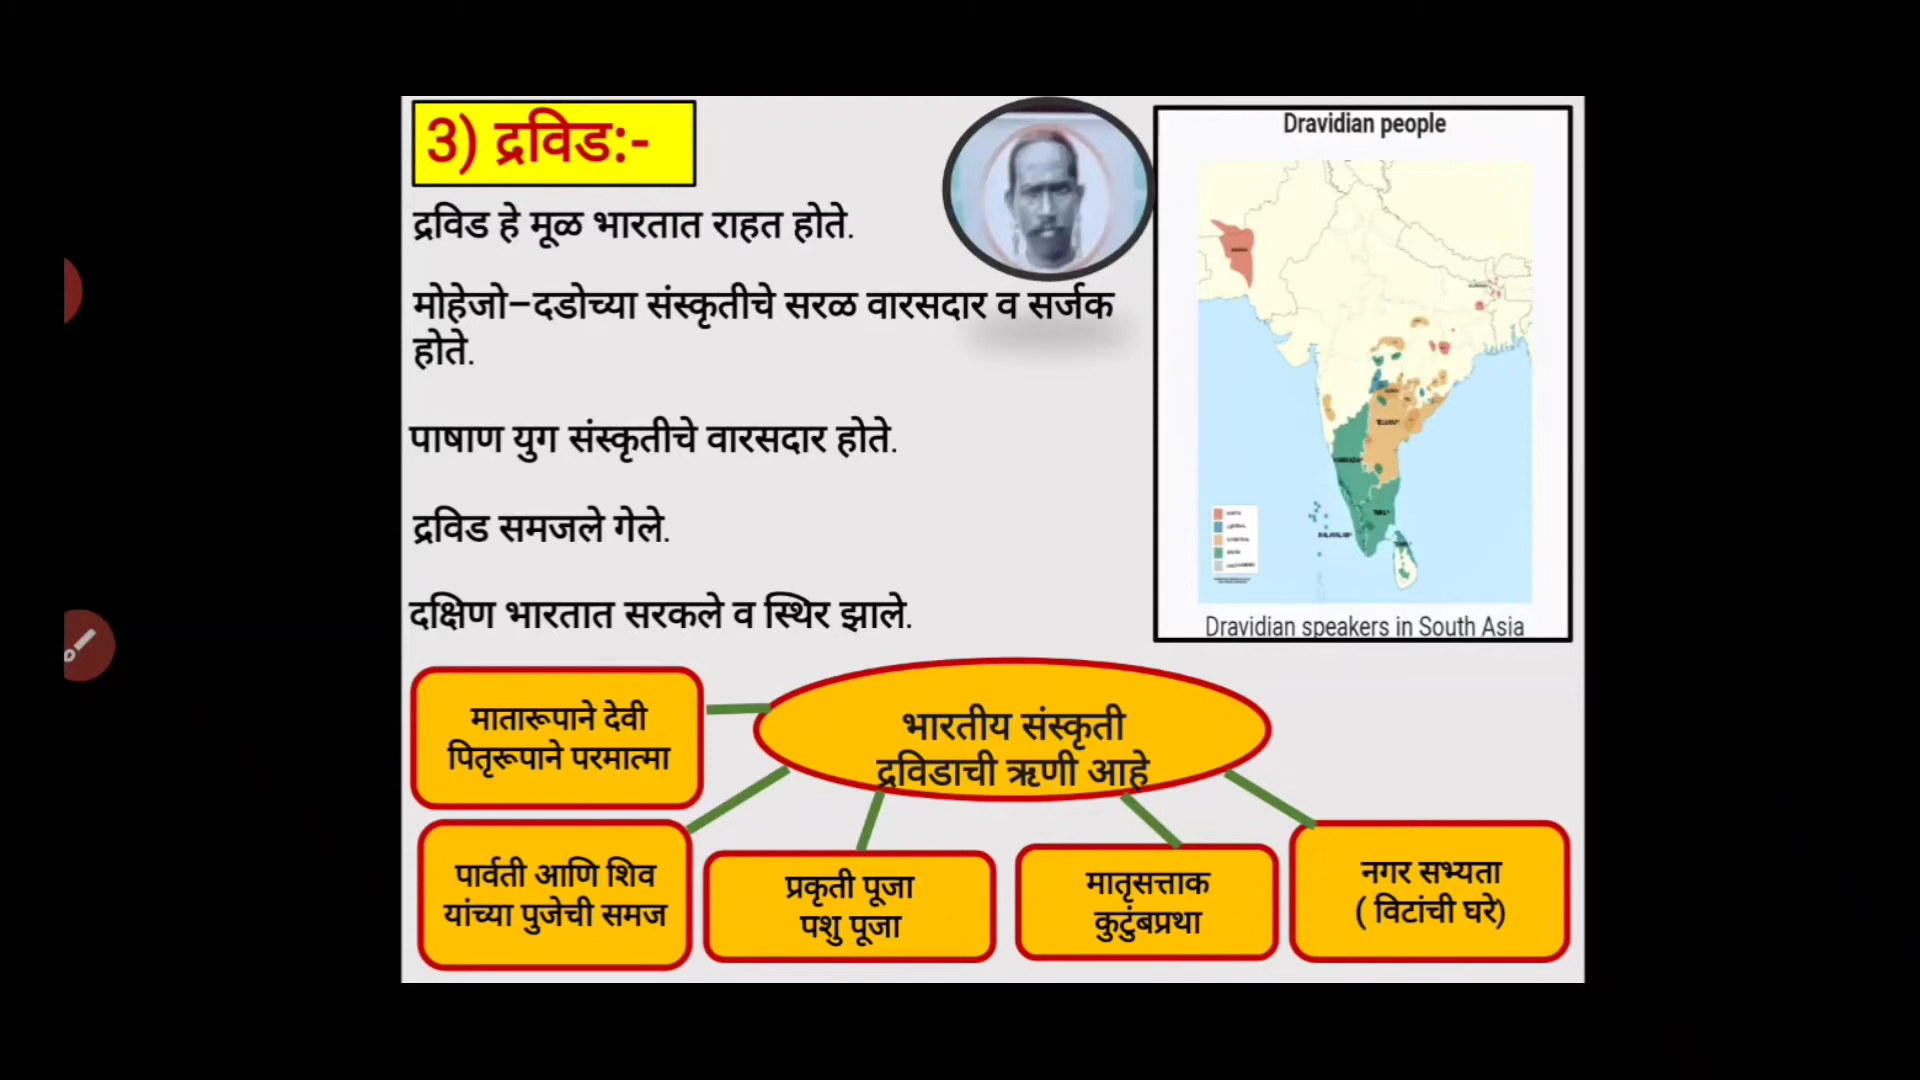 3) द्रविड:-
द्रविड हे मूळ भारतात राहत होते.
मोहेजो–दडोच्या संस्कृतीचे सरळ वारसदार व सर्जक
होते.
पाषाण युग संस्कृतीचे वारसदार होते.
द्रविड समजले गेले.
दक्षिण भारतात सरकले व स्थिर झाले.
Dravidian people
Dravidian speakers in South Asia
भारतीय संस्कृती
द्रविडाची ऋणी आहे
मातारूपाने देवी
पितृरूपाने परमात्मा
पार्वती आणि शिव
यांच्या पुजेची समज
प्रकृती पूजा
पशु पूजा
मातृसत्ताक
कुटुंबप्रथा
नगर सभ्यता
( विटांची घरे)